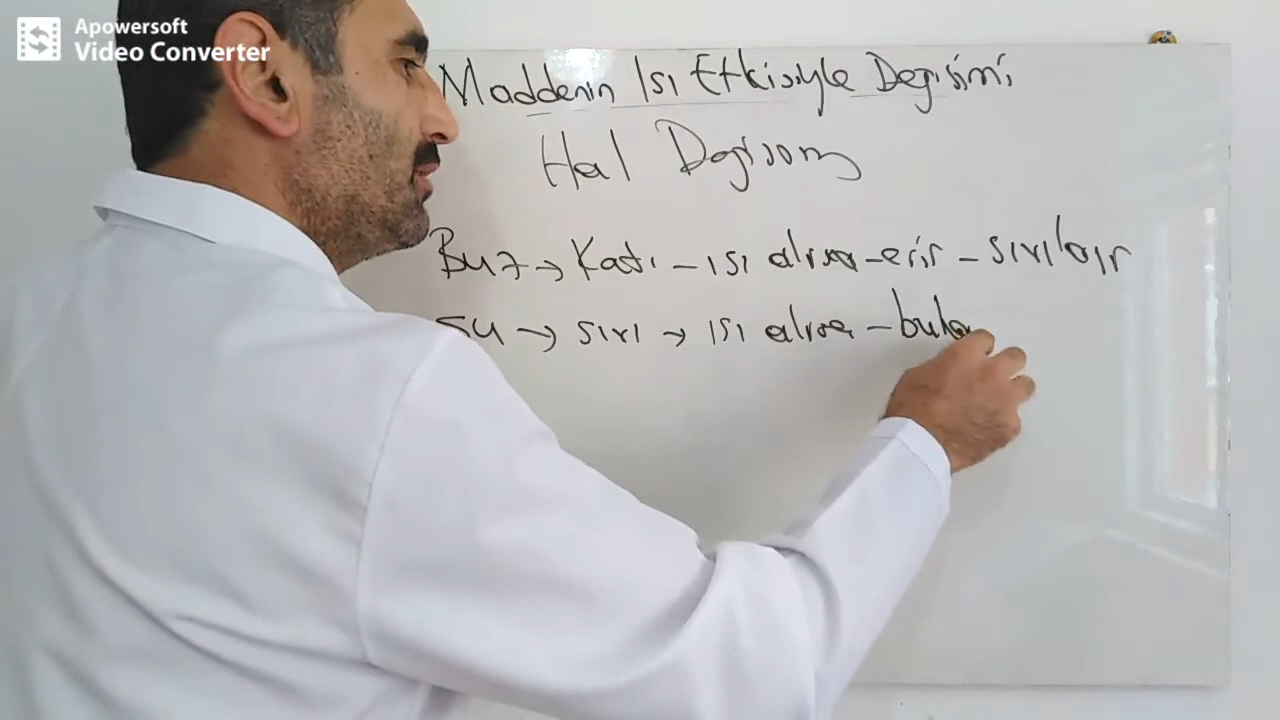 Apowersoft
Video Converter
Maddenin Isı Etkisiyle Değişimi
Hal Değişimi
Buz → Katı - ısı alırsa - erir - sıvılaşır
Su → sıvı → ısı alırsa - buha